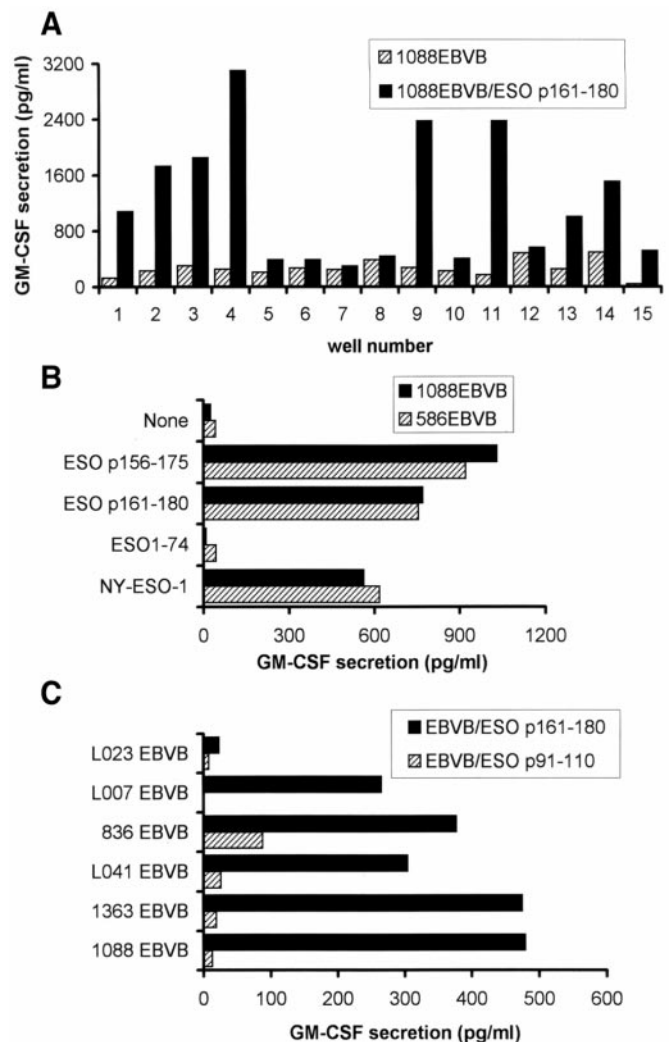 A
1088EBVB
1088EBVB/ESO p161-180
GM-CSF secretion (pg/ml)
3200
2400
1600
800
0
1 2 3 4 5 6 7 8 9 10 11 12 13 14 15
well number
B
1088EBVB
586EBVB
None
ESO p156-175
ESO p161-180
ESO1-74
NY-ESO-1
0 300 600 900 1200
GM-CSF secretion (pg/ml)
C
EBVB/ESO p161-180
EBVB/ESO p91-110
L023 EBVB
L007 EBVB
836 EBVB
L041 EBVB
1363 EBVB
1088 EBVB
0 100 200 300 400 500 600
GM-CSF secretion (pg/ml)